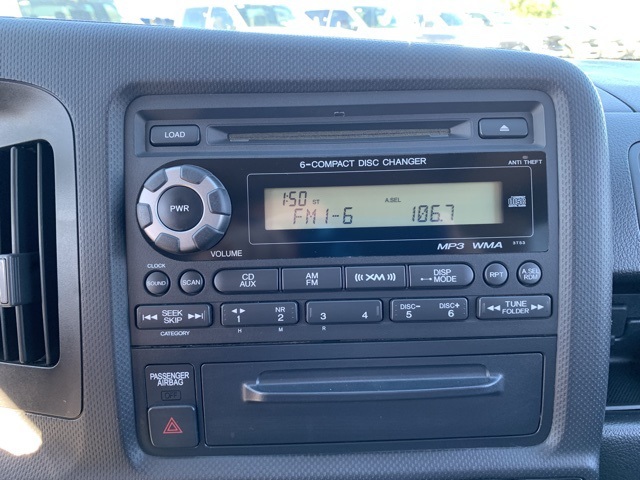 LOAD
6-COMPACT DISC CHANGER
ANTI THEFT
1:50 ST A.SEL
FM1-6 106.7
PWR
VOLUME
MP3 WMA
CLOCK
SOUND
SCAN
CD
AUX
AM
FM
XM
DISP
MODE
RPT
A.SEL
RDM
SEEK
SKIP
CATEGORY
1
H
NR
2
M
3
R
4
DISC-
5
DISC+
6
TUNE
FOLDER
PASSENGER
AIRBAG